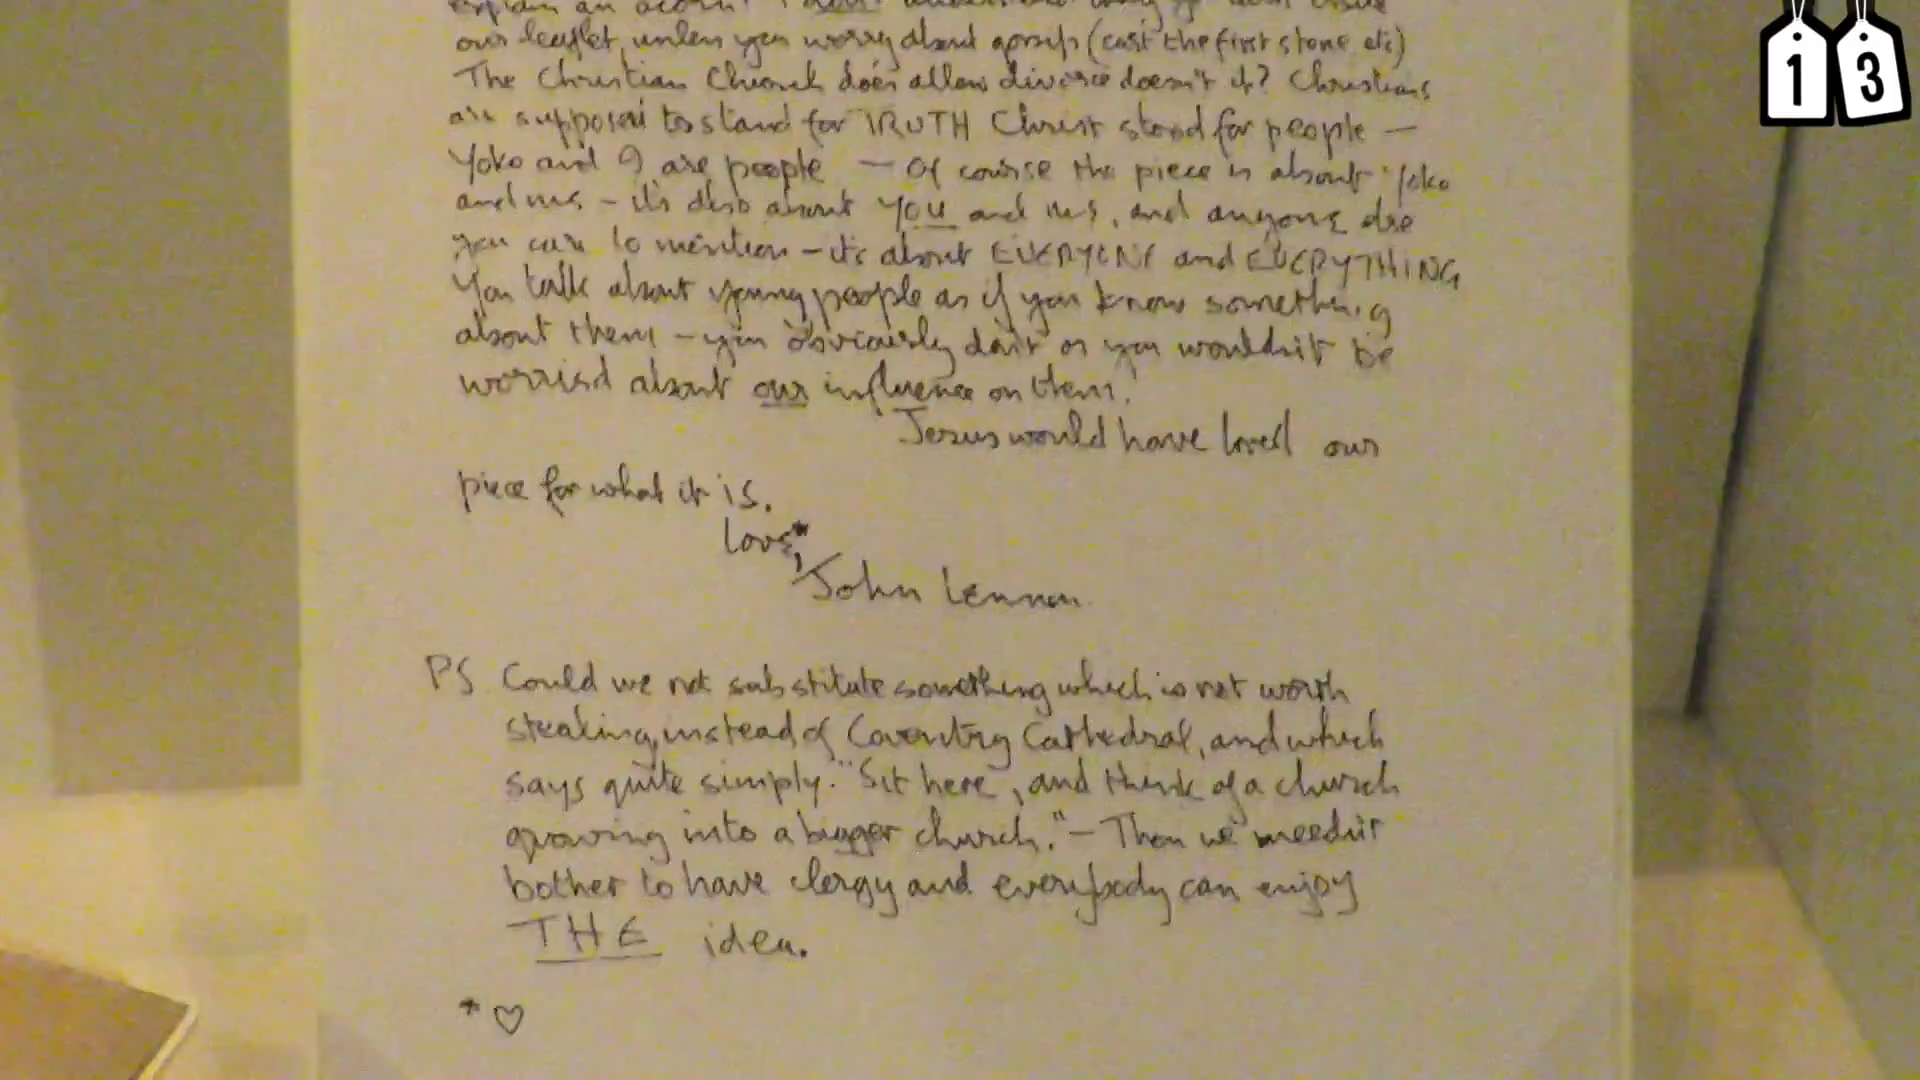 explain an acorn? I don't understand why
our leaflet, unless you worry about gossip (cast the first stone etc)
The Christian Church does allow divorce doesn't it? Christians
are supposed to stand for TRUTH Christ stood for people —
Yoko and I are people — Of course the piece is about Yoko
and me – it's also about YOU and me, and anyone else
you care to mention – it's about EVERYONE and EVERYTHING
You talk about young people as if you know something
about them – you obviously don't or you wouldn't be
worried about our influence on them!
Jesus would have loved our
piece for what it is.
love,*
John Lennon
PS Could we not substitute something which is not worth
stealing, instead of Coventry Cathedral, and which
says quite simply. "Sit here, and think of a church
growing into a bigger church." – Then we needn't
bother to have clergy and everybody can enjoy
THE idea.
* ♡
1 3